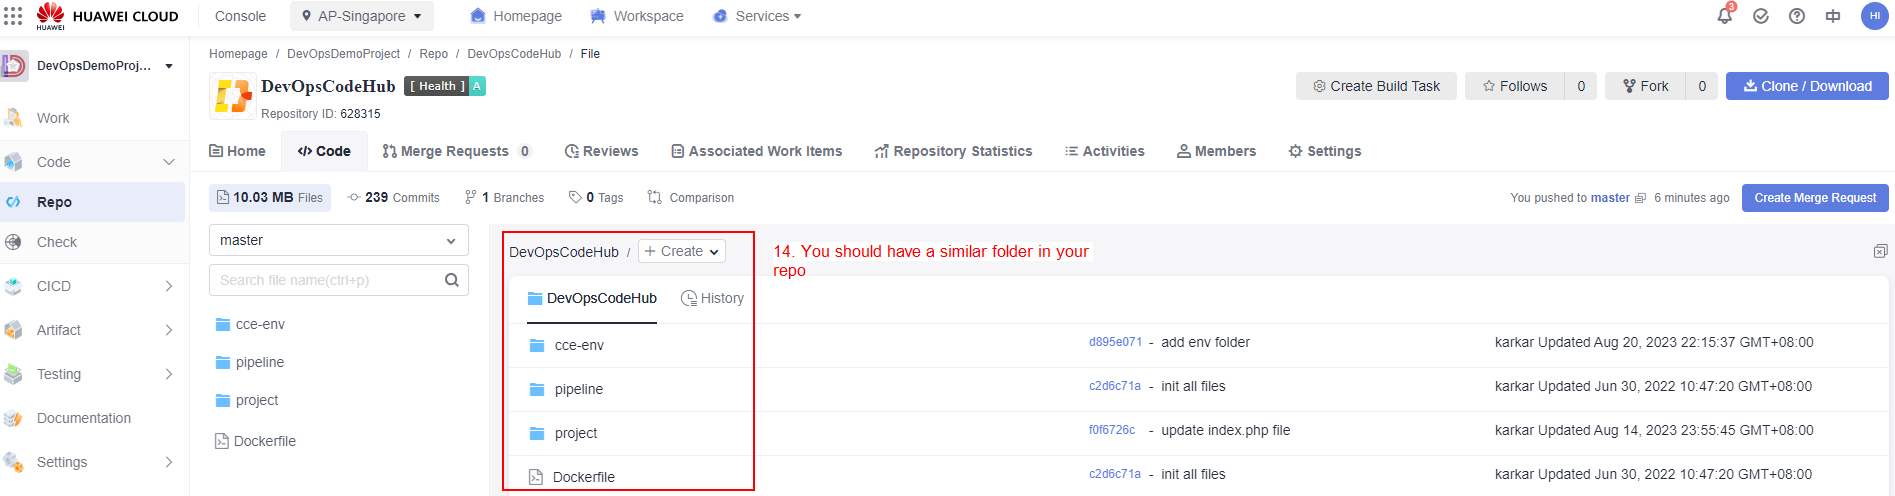 HUAWEI
HUAWEI CLOUD
Console
AP-Singapore
Homepage
Workspace
Services
3
中
HI
DevOpsDemoProj...
Homepage / DevOpsDemoProject / Repo / DevOpsCodeHub / File
DevOpsCodeHub [ Health ] A
Repository ID: 628315
Create Build Task
Follows 0
Fork 0
Clone / Download
Work
Code
Repo
Check
CICD
Artifact
Testing
Documentation
Settings
Home
</> Code
Merge Requests 0
Reviews
Associated Work Items
Repository Statistics
Activities
Members
Settings
10.03 MB Files
239 Commits
1 Branches
0 Tags
Comparison
You pushed to master 6 minutes ago
Create Merge Request
master
Search file name(ctrl+p)
cce-env
pipeline
project
Dockerfile
DevOpsCodeHub / + Create
14. You should have a similar folder in your
repo
DevOpsCodeHub
History
cce-env d895e071 - add env folder karkar Updated Aug 20, 2023 22:15:37 GMT+08:00
pipeline c2d6c71a - init all files karkar Updated Jun 30, 2022 10:47:20 GMT+08:00
project f0f6726c - update index.php file karkar Updated Aug 14, 2023 23:55:45 GMT+08:00
Dockerfile c2d6c71a - init all files karkar Updated Jun 30, 2022 10:47:20 GMT+08:00